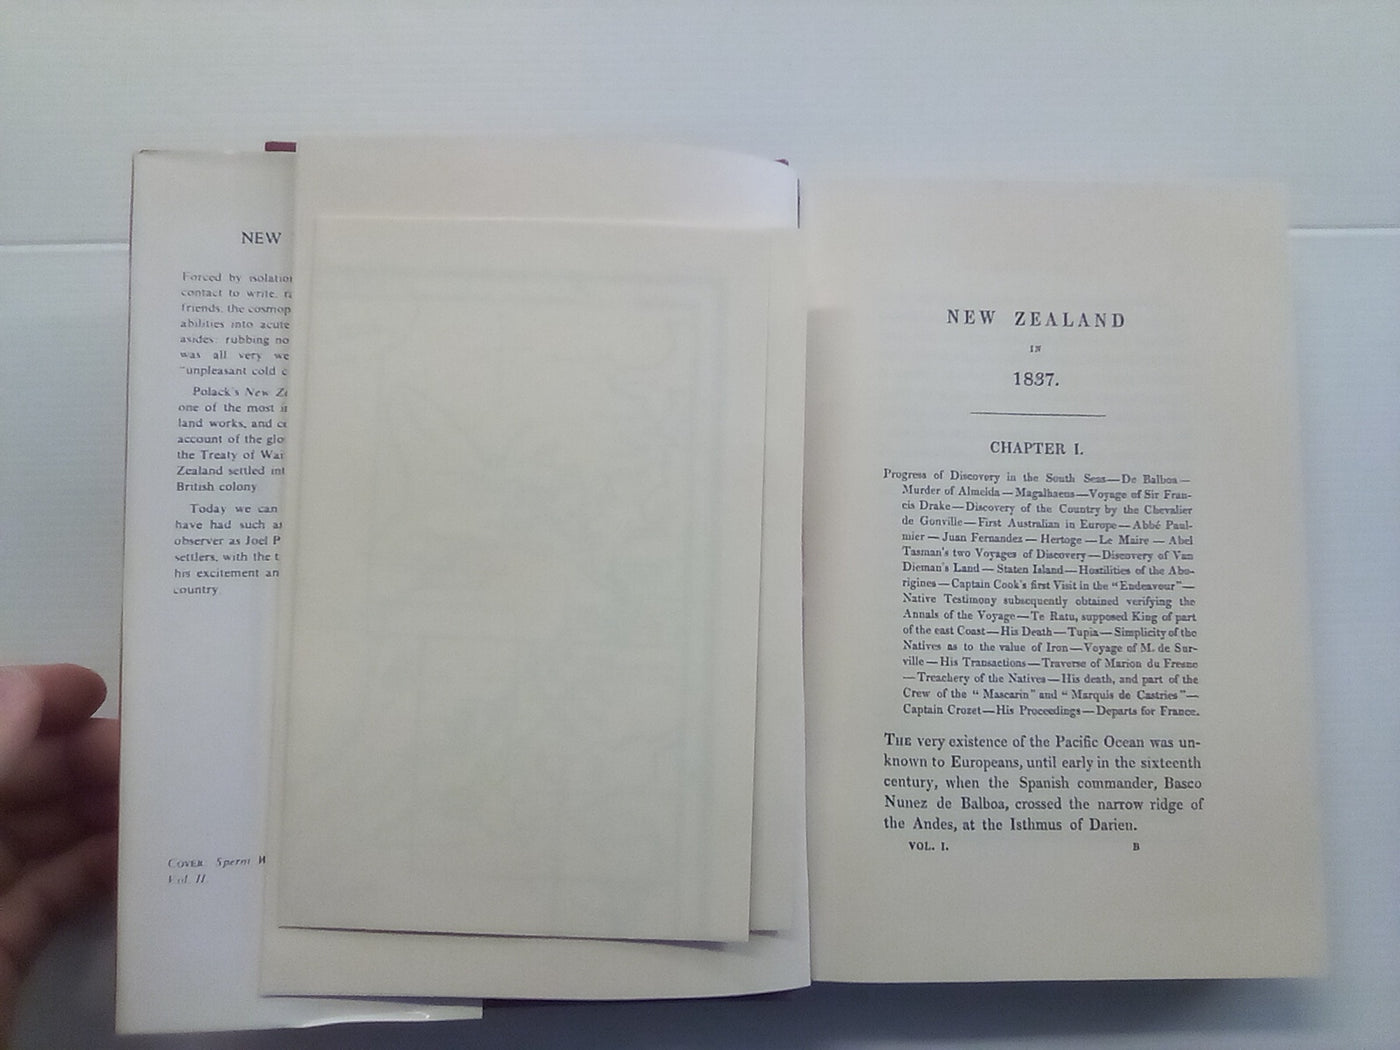 NEW
Forced by isolation
contact to write,
friends, the cosmop
abilities into acute
asides: rubbing no
was all very we
"unpleasant cold c
Polack's New Ze
one of the most i
land works, and ce
account of the glo
the Treaty of Wai
Zealand settled int
British colony.
Today we can
have had such a
observer as Joel P
settlers, with the t
his excitement an
country.
COVER: Sperm W
Vol. II.
NEW ZEALAND
IN
1837.
CHAPTER I.
Progress of Discovery in the South Seas—De Balboa—
Murder of Almeida—Magalhaens—Voyage of Sir Fran-
cis Drake—Discovery of the Country by the Chevalier
de Gonville—First Australian in Europe—Abbé Paul-
mier—Juan Fernandez—Hertoge—Le Maire—Abel
Tasman's two Voyages of Discovery—Discovery of Van
Dieman's Land—Staten Island—Hostilities of the Abo-
rigines—Captain Cook's first Visit in the "Endeavour"—
Native Testimony subsequently obtained verifying the
Annals of the Voyage—Te Ratu, supposed King of part
of the east Coast—His Death—Tupia—Simplicity of the
Natives as to the value of Iron—Voyage of M. de Sur-
ville—His Transactions—Traverse of Marion du Fresne
—Treachery of the Natives—His death, and part of the
Crew of the "Mascarin" and "Marquis de Castries"—
Captain Crozet—His Proceedings—Departs for France.
THE very existence of the Pacific Ocean was un-
known to Europeans, until early in the sixteenth
century, when the Spanish commander, Basco
Nunez de Balboa, crossed the narrow ridge of
the Andes, at the Isthmus of Darien.
VOL. I. B